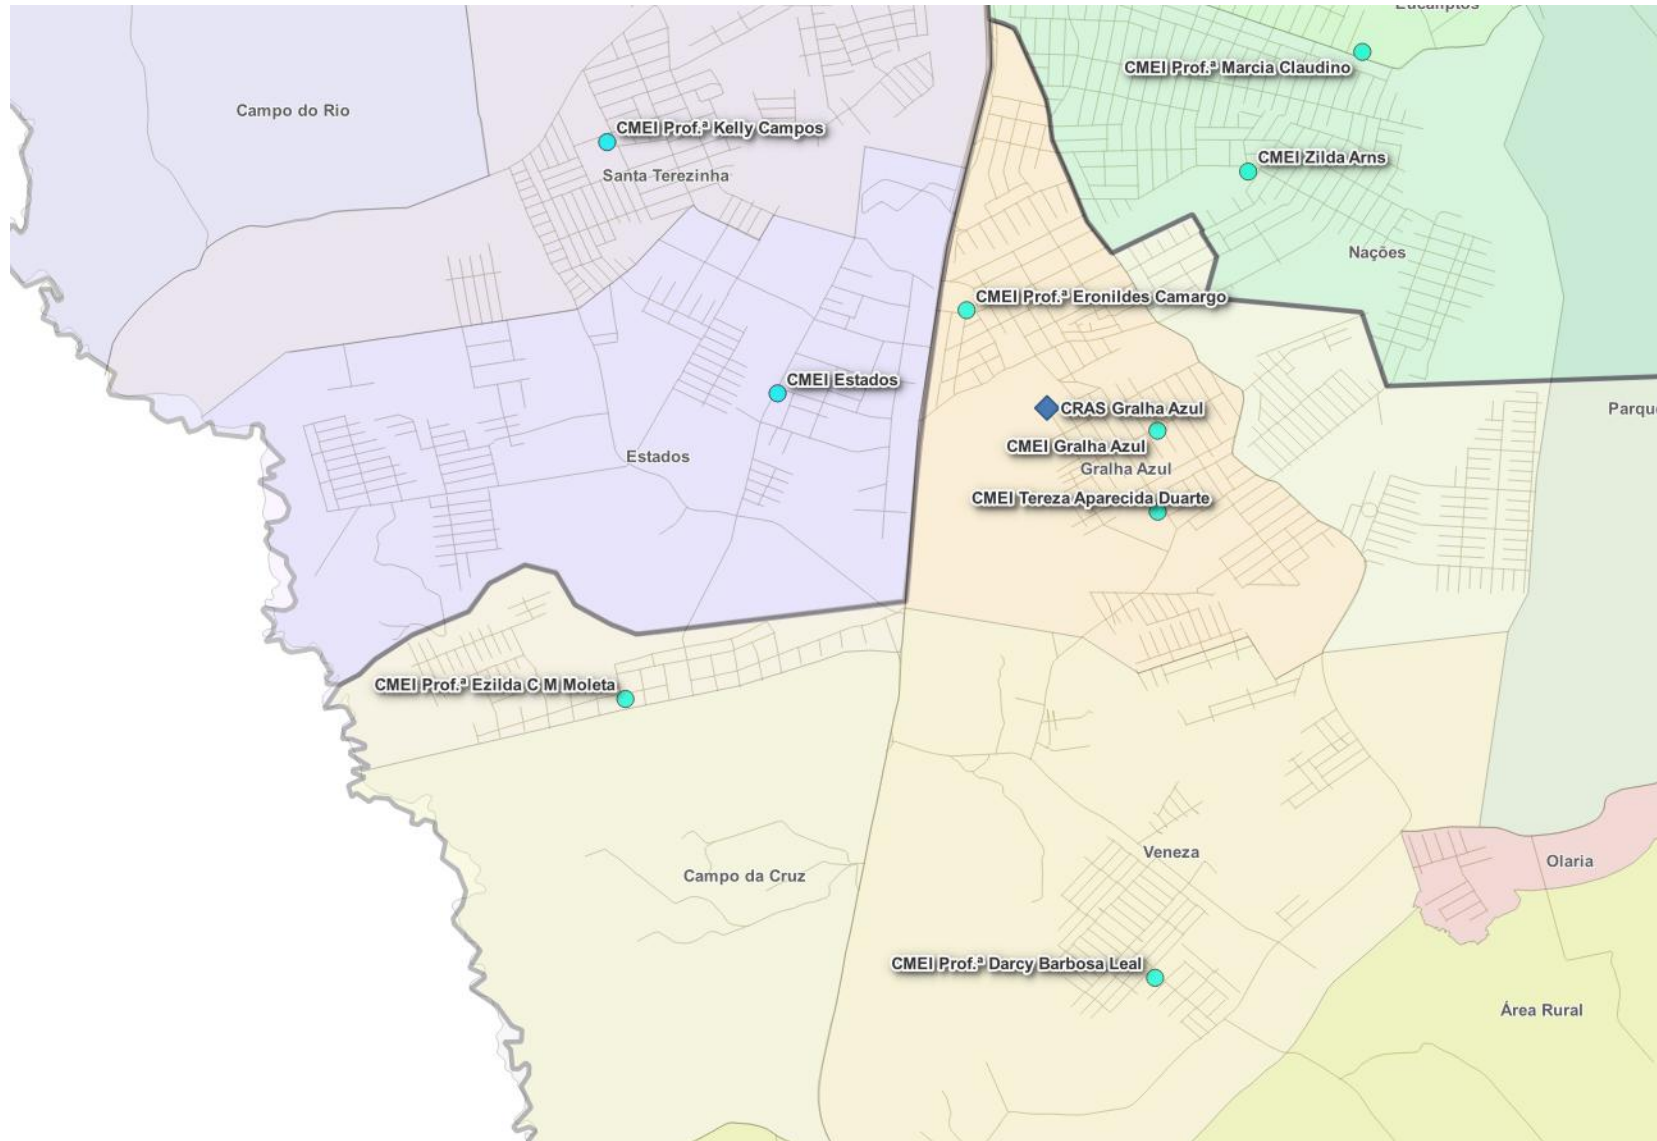 Eucaliptos
CMEI Prof.ª Marcia Claudino
Campo do Rio
CMEI Prof.ª Kelly Campos
CMEI Zilda Arns
Santa Terezinha
Nações
CMEI Prof.ª Eronildes Camargo
CMEI Estados
CRAS Gralha Azul
Parqu
CMEI Gralha Azul
Estados
Gralha Azul
CMEI Tereza Aparecida Duarte
CMEI Prof.ª Ezilda C M Moleta
Veneza
Olaria
Campo da Cruz
CMEI Prof.ª Darcy Barbosa Leal
Área Rural